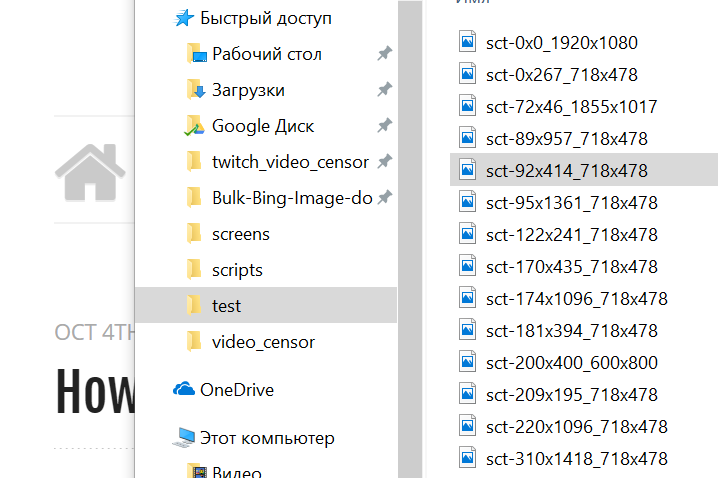 Быстрый доступ
Рабочий стол
Загрузки
Google Диск
twitch_video_censor
Bulk-Bing-Image-do
screens
scripts
test
video_censor
OneDrive
Этот компьютер
Видео
Имя
sct-0x0_1920x1080
sct-0x267_718x478
sct-72x46_1855x1017
sct-89x957_718x478
sct-92x414_718x478
sct-95x1361_718x478
sct-122x241_718x478
sct-170x435_718x478
sct-174x1096_718x478
sct-181x394_718x478
sct-200x400_600x800
sct-209x195_718x478
sct-220x1096_718x478
sct-310x1418_718x478
OCT 4TH
How